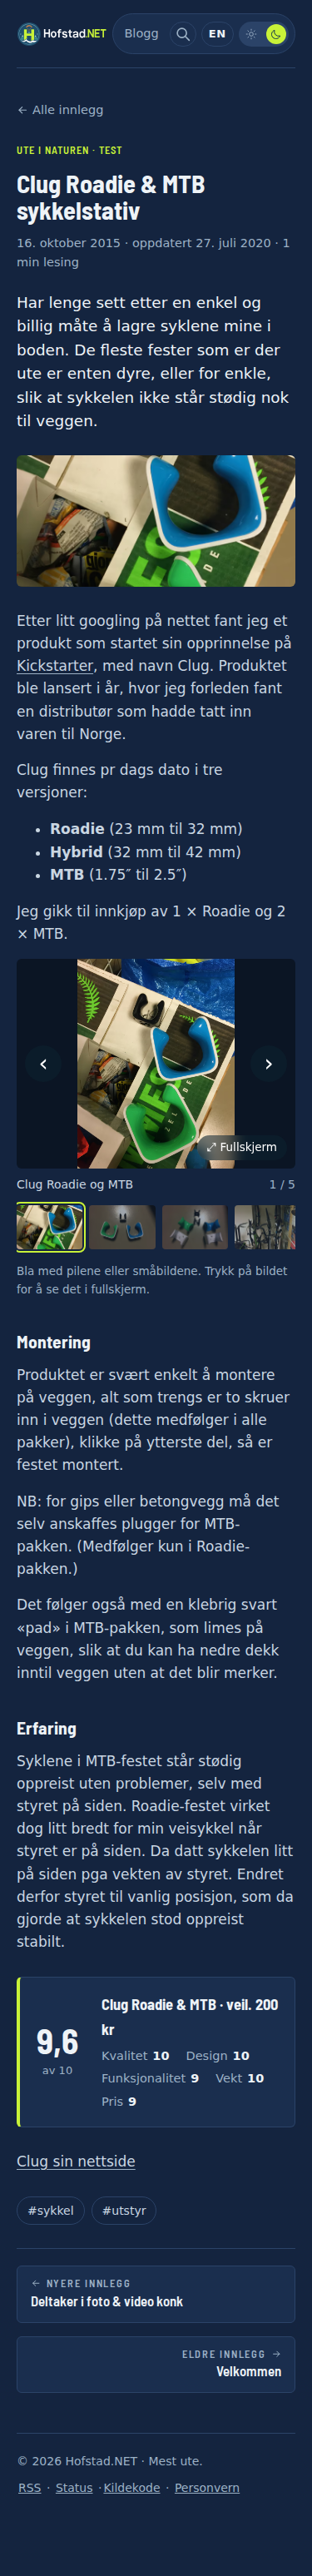 Hofstad.NET
Blogg
EN
← Alle innlegg
UTE I NATUREN · TEST
Clug Roadie & MTB
sykkelstativ
16. oktober 2015 · oppdatert 27. juli 2020 · 1
min lesing
Har lenge sett etter en enkel og
billig måte å lagre syklene mine i
boden. De fleste fester som er der
ute er enten dyre, eller for enkle,
slik at sykkelen ikke står stødig nok
til veggen.
Etter litt googling på nettet fant jeg et
produkt som startet sin opprinnelse på
Kickstarter, med navn Clug. Produktet
ble lansert i år, hvor jeg forleden fant
en distributør som hadde tatt inn
varen til Norge.
Clug finnes pr dags dato i tre
versjoner:
• Roadie (23 mm til 32 mm)
• Hybrid (32 mm til 42 mm)
• MTB (1.75″ til 2.5″)
Jeg gikk til innkjøp av 1 × Roadie og 2
× MTB.
‹
›
⤢ Fullskjerm
Clug Roadie og MTB
1 / 5
Bla med pilene eller småbildene. Trykk på bildet
for å se det i fullskjerm.
Montering
Produktet er svært enkelt å montere
på veggen, alt som trengs er to skruer
inn i veggen (dette medfølger i alle
pakker), klikke på ytterste del, så er
festet montert.
NB: for gips eller betongvegg må det
selv anskaffes plugger for MTB-
pakken. (Medfølger kun i Roadie-
pakken.)
Det følger også med en klebrig svart
«pad» i MTB-pakken, som limes på
veggen, slik at du kan ha nedre dekk
inntil veggen uten at det blir merker.
Erfaring
Syklene i MTB-festet står stødig
oppreist uten problemer, selv med
styret på siden. Roadie-festet virket
dog litt bredt for min veisykkel når
styret er på siden. Da datt sykkelen litt
på siden pga vekten av styret. Endret
derfor styret til vanlig posisjon, som da
gjorde at sykkelen stod oppreist
stabilt.
9,6
av 10
Clug Roadie & MTB · veil. 200
kr
Kvalitet 10 Design 10
Funksjonalitet 9 Vekt 10
Pris 9
Clug sin nettside
#sykkel #utstyr
← NYERE INNLEGG
Deltaker i foto & video konk
ELDRE INNLEGG →
Velkommen
© 2026 Hofstad.NET · Mest ute.
RSS · Status · Kildekode · Personvern